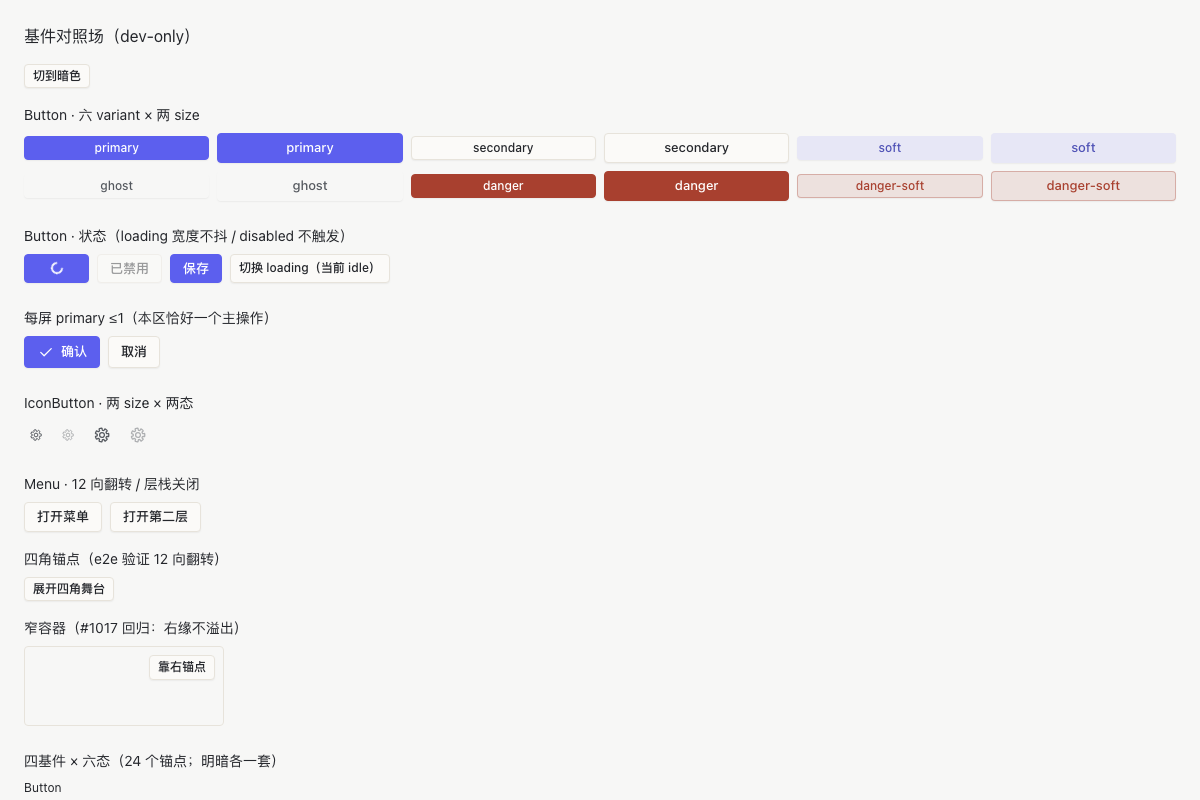 基件对照场（dev-only）
切到暗色
Button · 六 variant × 两 size
primary primary secondary secondary soft soft
ghost ghost danger danger danger-soft danger-soft
Button · 状态（loading 宽度不抖 / disabled 不触发）
已禁用 保存 切换 loading（当前 idle）
每屏 primary ≤1（本区恰好一个主操作）
确认 取消
IconButton · 两 size × 两态
Menu · 12 向翻转 / 层栈关闭
打开菜单 打开第二层
四角锚点（e2e 验证 12 向翻转）
展开四角舞台
窄容器（#1017 回归：右缘不溢出）
靠右锚点
四基件 × 六态（24 个锚点；明暗各一套）
Button